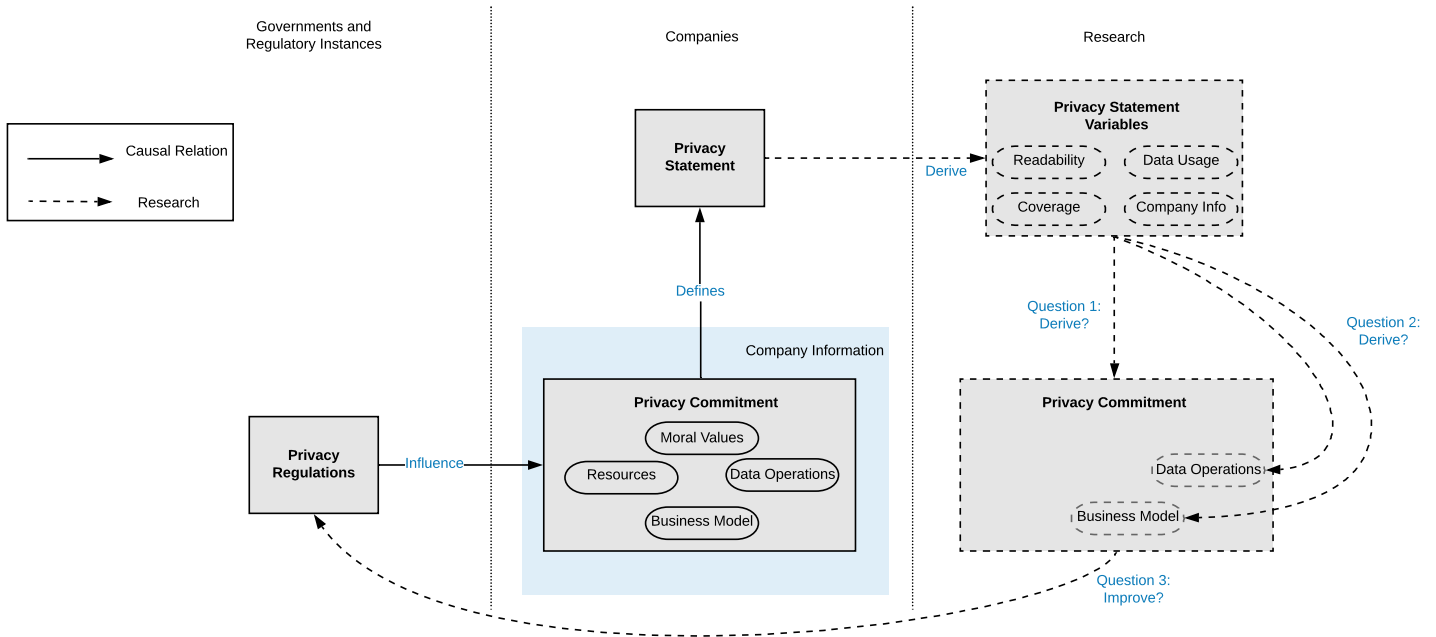 Governments and
Regulatory Instances
Companies
Research
Causal Relation
Research
Privacy
Statement
Derive
Privacy Statement
Variables
Readability
Data Usage
Coverage
Company Info
Defines
Question 1:
Derive?
Question 2:
Derive?
Company Information
Privacy Commitment
Moral Values
Resources
Data Operations
Business Model
Privacy
Regulations
Influence
Privacy Commitment
Data Operations
Business Model
Question 3:
Improve?